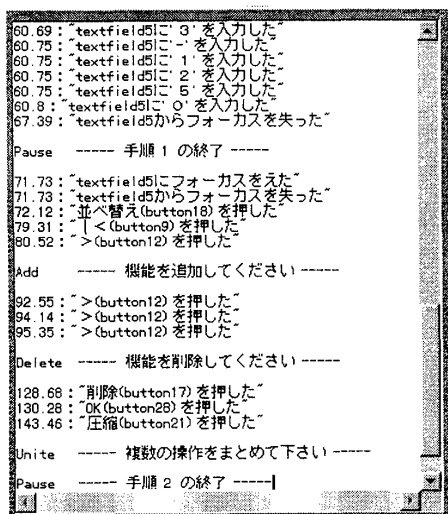 60.69 : "textfield5に' 3' を入力した"
60.75 : "textfield5に' -' を入力した"
60.75 : "textfield5に' 1' を入力した"
60.75 : "textfield5に' 2' を入力した"
60.75 : "textfield5に' 5' を入力した"
60.8 : "textfield5に' 0' を入力した"
67.39 : "textfield5からフォーカスを失った"
Pause ----- 手順 1 の終了 -----
71.73 : "textfield5にフォーカスをえた"
71.73 : "textfield5からフォーカスを失った"
72.12 : "並べ替え(button18) を押した"
79.31 : "|<(button9) を押した"
80.52 : ">(button12) を押した"
Add ----- 機能を追加してください -----
92.55 : ">(button12) を押した"
94.14 : ">(button12) を押した"
95.35 : ">(button12) を押した"
Delete ----- 機能を削除してください -----
128.68 : "削除(button17) を押した"
130.28 : "OK(button28) を押した"
143.46 : "圧縮(button21) を押した"
Unite ----- 複数の操作をまとめて下さい -----
Pause ----- 手順 2 の終了 -----